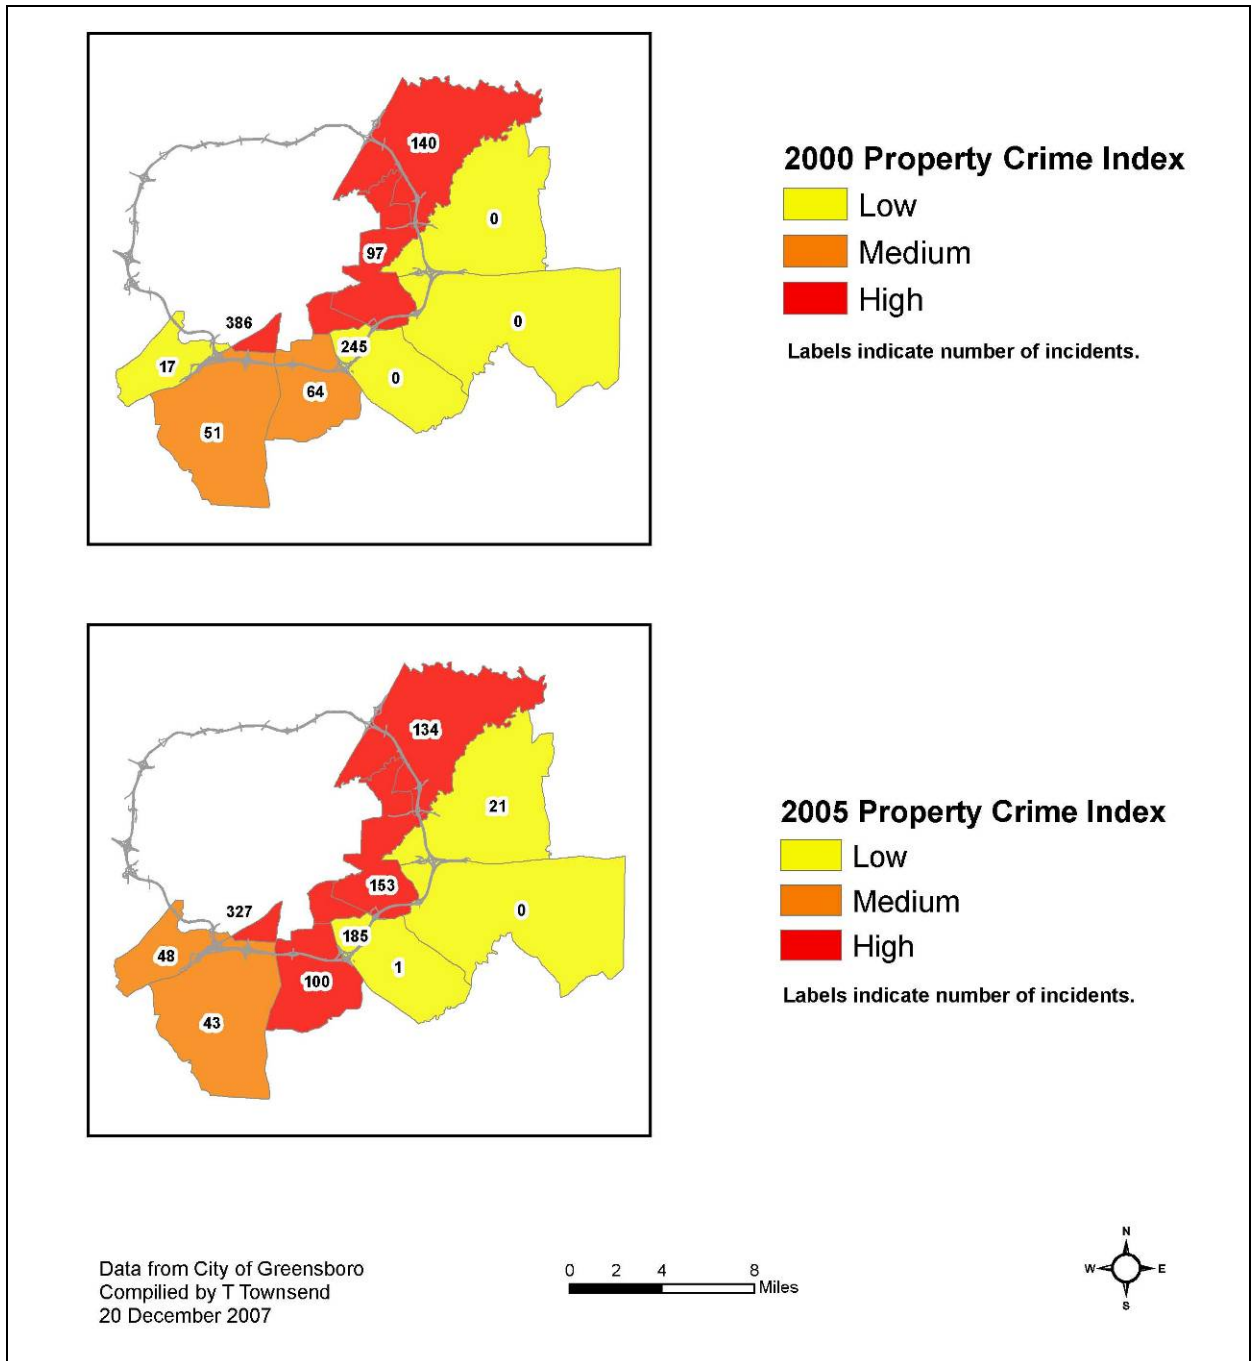 140
0
97
0
386
245
17
0
64
51
2000 Property Crime Index
Low
Medium
High
Labels indicate number of incidents.
134
21
153
0
327
185
48
1
100
43
2005 Property Crime Index
Low
Medium
High
Labels indicate number of incidents.
Data from City of Greensboro
Compilied by T Townsend
20 December 2007
0 2 4 8
Miles
N
W E
S